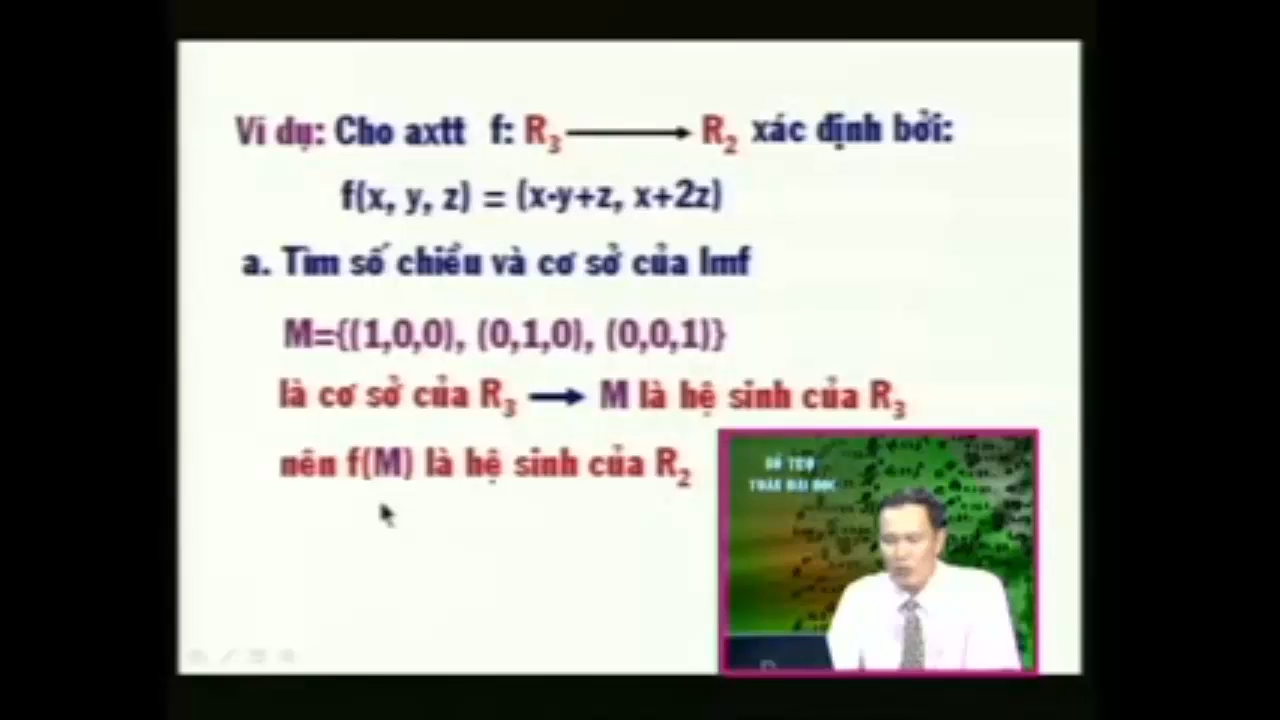 Ví dụ: Cho axtt f: R3 → R2 xác định bởi:
f(x, y, z) = (x-y+z, x+2z)
a. Tìm số chiều và cơ sở của Imf
M={(1,0,0), (0,1,0), (0,0,1)}
là cơ sở của R3 → M là hệ sinh của R3
nên f(M) là hệ sinh của R2